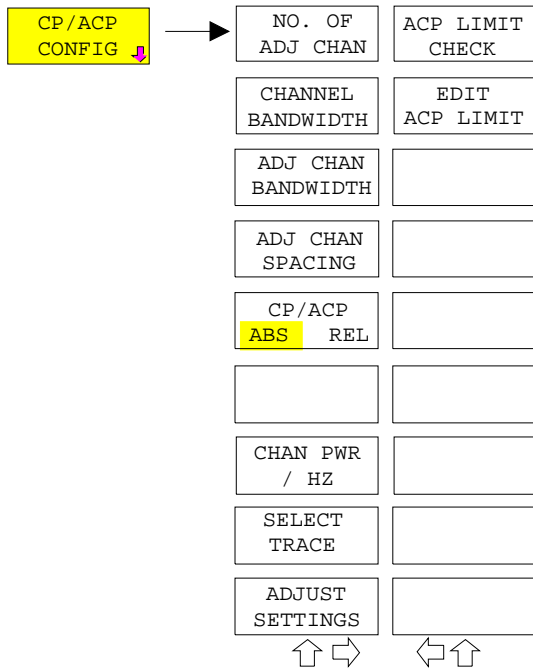 CP/ACP
CONFIG
NO. OF
ADJ CHAN
CHANNEL
BANDWIDTH
ADJ CHAN
BANDWIDTH
ADJ CHAN
SPACING
CP/ACP
ABS REL
CHAN PWR
/ HZ
SELECT
TRACE
ADJUST
SETTINGS
ACP LIMIT
CHECK
EDIT
ACP LIMIT